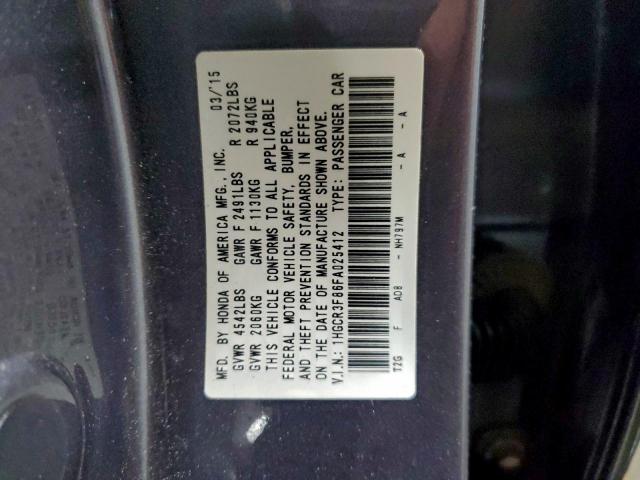 MFD. BY HONDA OF AMERICA MFG., INC. 03/'15
GVWR 4542LBS GAWR F 2491LBS R 2072LBS
GVWR 2060KG GAWR F 1130KG R 940KG
THIS VEHICLE CONFORMS TO ALL APPLICABLE
FEDERAL MOTOR VEHICLE SAFETY, BUMPER,
AND THEFT PREVENTION STANDARDS IN EFFECT
ON THE DATE OF MANUFACTURE SHOWN ABOVE.
V.I.N.: 1HGCR3F86FA025412 TYPE: PASSENGER CAR
T2G F AD8 - NH797M - A - A